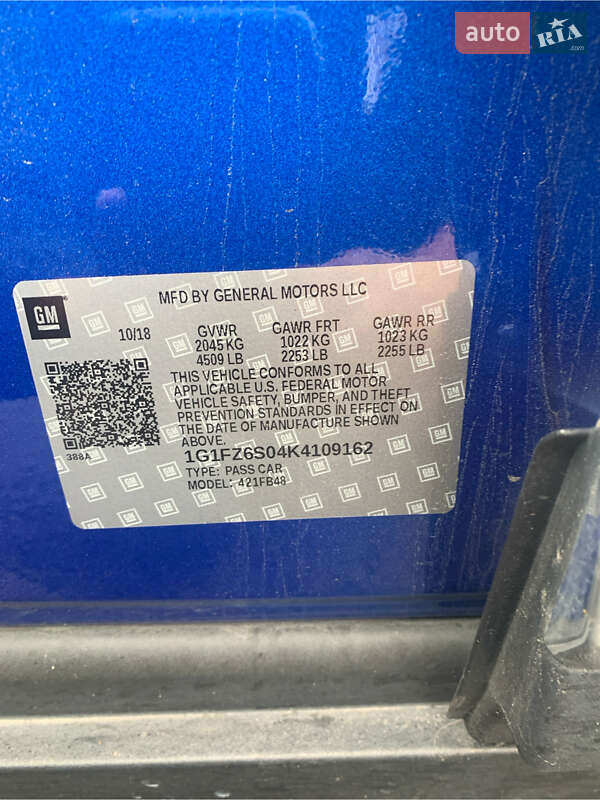 auto RIA.com
GM
MFD BY GENERAL MOTORS LLC
10/18 GVWR GAWR FRT GAWR RR
2045 KG 1022 KG 1023 KG
4509 LB 2253 LB 2255 LB
THIS VEHICLE CONFORMS TO ALL
APPLICABLE U.S. FEDERAL MOTOR
VEHICLE SAFETY, BUMPER, AND THEFT
PREVENTION STANDARDS IN EFFECT ON
THE DATE OF MANUFACTURE SHOWN
ABOVE.
388A
1G1FZ6S04K4109162
TYPE: PASS CAR
MODEL: 421FB48